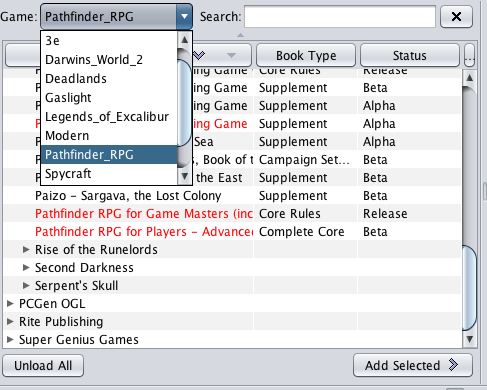 Game: Pathfinder_RPG Search:
3e
Darwins_World_2
Deadlands
Gaslight
Legends_of_Excalibur
Modern
Pathfinder_RPG
Spycraft
Book Type Status ...
ing Game Core Rules Release
ing Game Supplement Beta
ing Game Supplement Alpha
ing Game Supplement Alpha
Sea Supplement Alpha
, Book of t Campaign Set... Beta
the East Supplement Beta
Paizo - Sargava, the Lost Colony Supplement Beta
Pathfinder RPG for Game Masters (inc Core Rules Release
Pathfinder RPG for Players - Advance Complete Core Beta
Rise of the Runelords
Second Darkness
Serpent's Skull
PCGen OGL
Rite Publishing
Super Genius Games
Unload All Add Selected